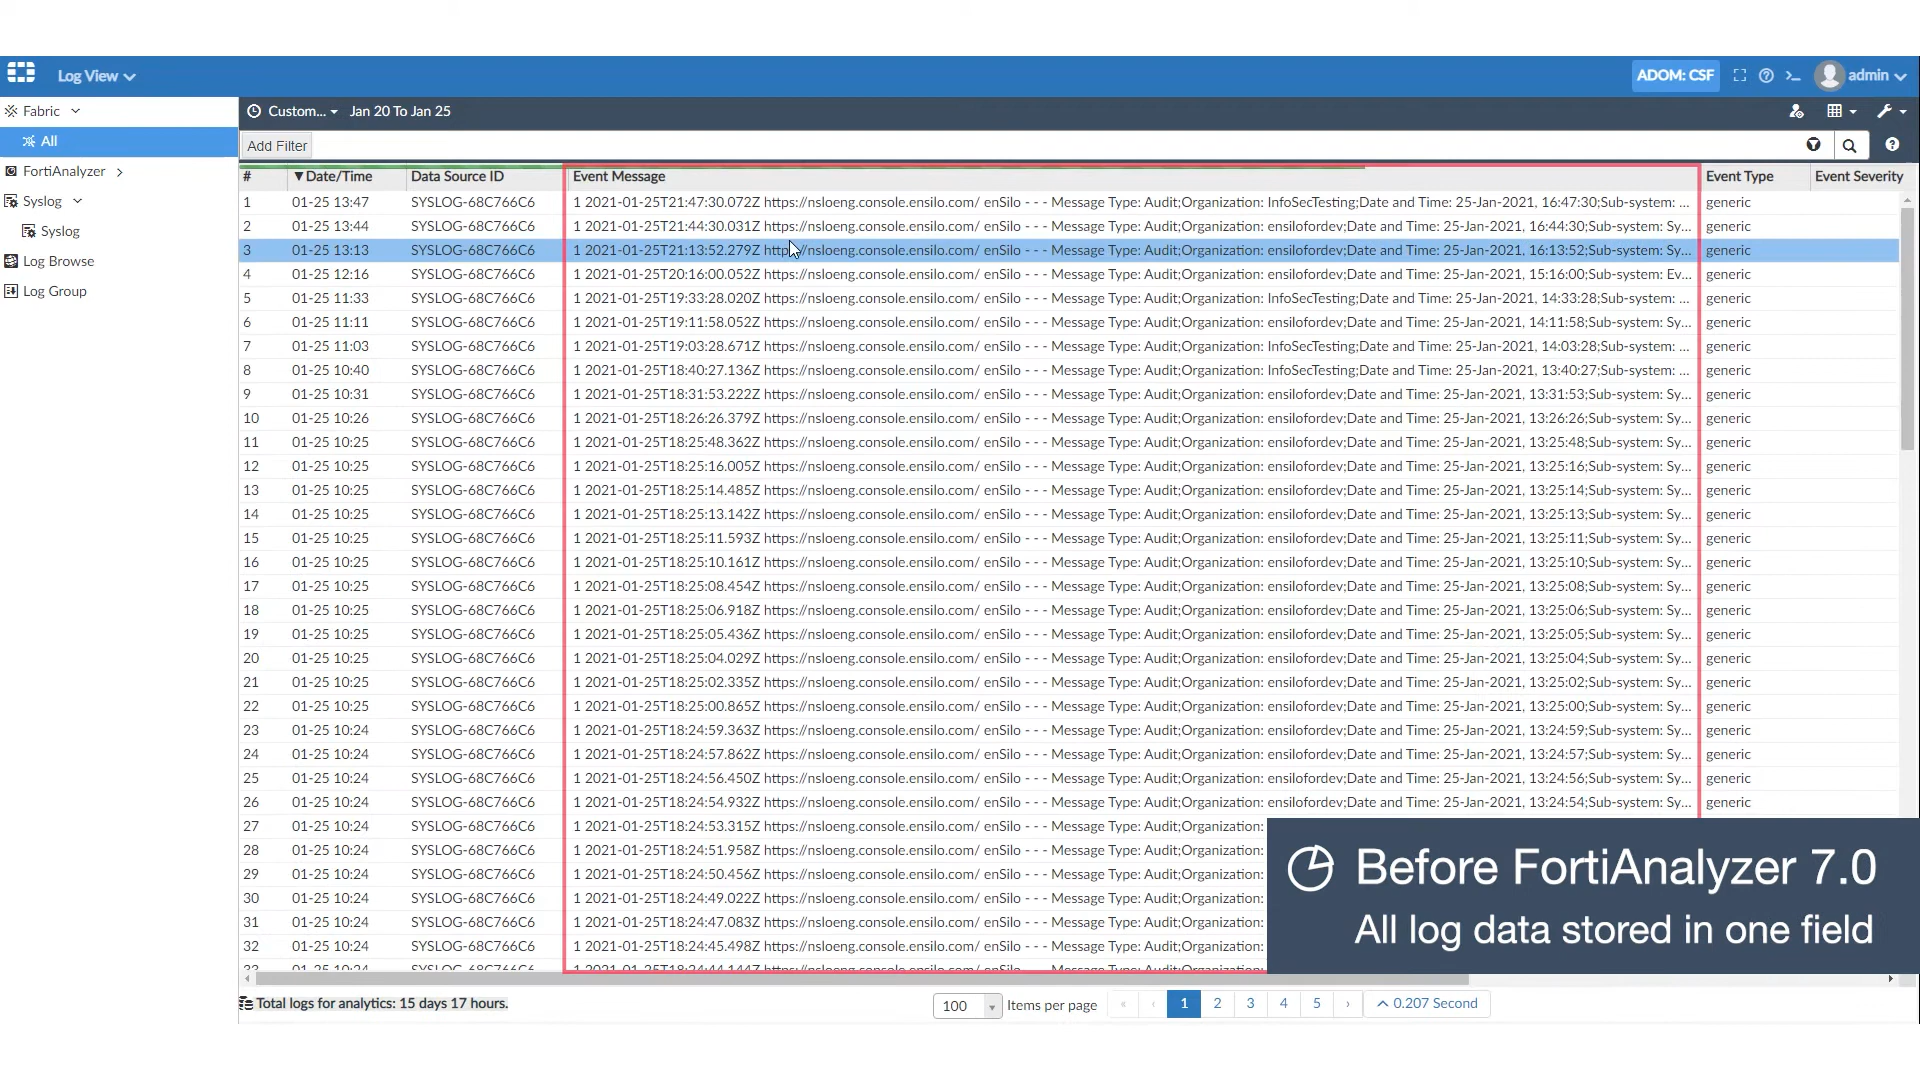 Log View
ADOM: CSF
admin
Fabric
Custom... Jan 20 To Jan 25
All
Add Filter
FortiAnalyzer
Syslog
Syslog
Log Browse
Log Group
# Date/Time Data Source ID Event Message Event Type Event Severity
1 01-25 13:47 SYSLOG-68C766C6 1 2021-01-25T21:47:30.072Z https://nsloeng.console.ensilo.com/ enSilo - - - Message Type: Audit;Organization: InfoSecTesting;Date and Time: 25-Jan-2021, 16:47:30;Sub-system: ... generic
2 01-25 13:44 SYSLOG-68C766C6 1 2021-01-25T21:44:30.031Z https://nsloeng.console.ensilo.com/ enSilo - - - Message Type: Audit;Organization: ensilofordev;Date and Time: 25-Jan-2021, 16:44:30;Sub-system: Sy... generic
3 01-25 13:13 SYSLOG-68C766C6 1 2021-01-25T21:13:52.279Z https://nsloeng.console.ensilo.com/ enSilo - - - Message Type: Audit;Organization: ensilofordev;Date and Time: 25-Jan-2021, 16:13:52;Sub-system: Sy... generic
4 01-25 12:16 SYSLOG-68C766C6 1 2021-01-25T20:16:00.052Z https://nsloeng.console.ensilo.com/ enSilo - - - Message Type: Audit;Organization: ensilofordev;Date and Time: 25-Jan-2021, 15:16:00;Sub-system: Ev... generic
5 01-25 11:33 SYSLOG-68C766C6 1 2021-01-25T19:33:28.020Z https://nsloeng.console.ensilo.com/ enSilo - - - Message Type: Audit;Organization: InfoSecTesting;Date and Time: 25-Jan-2021, 14:33:28;Sub-system: ... generic
6 01-25 11:11 SYSLOG-68C766C6 1 2021-01-25T19:11:58.052Z https://nsloeng.console.ensilo.com/ enSilo - - - Message Type: Audit;Organization: ensilofordev;Date and Time: 25-Jan-2021, 14:11:58;Sub-system: Sy... generic
7 01-25 11:03 SYSLOG-68C766C6 1 2021-01-25T19:03:28.671Z https://nsloeng.console.ensilo.com/ enSilo - - - Message Type: Audit;Organization: InfoSecTesting;Date and Time: 25-Jan-2021, 14:03:28;Sub-system: ... generic
8 01-25 10:40 SYSLOG-68C766C6 1 2021-01-25T18:40:27.136Z https://nsloeng.console.ensilo.com/ enSilo - - - Message Type: Audit;Organization: InfoSecTesting;Date and Time: 25-Jan-2021, 13:40:27;Sub-system: ... generic
9 01-25 10:31 SYSLOG-68C766C6 1 2021-01-25T18:31:53.222Z https://nsloeng.console.ensilo.com/ enSilo - - - Message Type: Audit;Organization: ensilofordev;Date and Time: 25-Jan-2021, 13:31:53;Sub-system: Sy... generic
10 01-25 10:26 SYSLOG-68C766C6 1 2021-01-25T18:26:26.379Z https://nsloeng.console.ensilo.com/ enSilo - - - Message Type: Audit;Organization: ensilofordev;Date and Time: 25-Jan-2021, 13:26:26;Sub-system: Sy... generic
11 01-25 10:25 SYSLOG-68C766C6 1 2021-01-25T18:25:48.362Z https://nsloeng.console.ensilo.com/ enSilo - - - Message Type: Audit;Organization: ensilofordev;Date and Time: 25-Jan-2021, 13:25:48;Sub-system: Sy... generic
12 01-25 10:25 SYSLOG-68C766C6 1 2021-01-25T18:25:16.005Z https://nsloeng.console.ensilo.com/ enSilo - - - Message Type: Audit;Organization: ensilofordev;Date and Time: 25-Jan-2021, 13:25:16;Sub-system: Sy... generic
13 01-25 10:25 SYSLOG-68C766C6 1 2021-01-25T18:25:14.485Z https://nsloeng.console.ensilo.com/ enSilo - - - Message Type: Audit;Organization: ensilofordev;Date and Time: 25-Jan-2021, 13:25:14;Sub-system: Sy... generic
14 01-25 10:25 SYSLOG-68C766C6 1 2021-01-25T18:25:13.142Z https://nsloeng.console.ensilo.com/ enSilo - - - Message Type: Audit;Organization: ensilofordev;Date and Time: 25-Jan-2021, 13:25:13;Sub-system: Sy... generic
15 01-25 10:25 SYSLOG-68C766C6 1 2021-01-25T18:25:11.593Z https://nsloeng.console.ensilo.com/ enSilo - - - Message Type: Audit;Organization: ensilofordev;Date and Time: 25-Jan-2021, 13:25:11;Sub-system: Sy... generic
16 01-25 10:25 SYSLOG-68C766C6 1 2021-01-25T18:25:10.161Z https://nsloeng.console.ensilo.com/ enSilo - - - Message Type: Audit;Organization: ensilofordev;Date and Time: 25-Jan-2021, 13:25:10;Sub-system: Sy... generic
17 01-25 10:25 SYSLOG-68C766C6 1 2021-01-25T18:25:08.454Z https://nsloeng.console.ensilo.com/ enSilo - - - Message Type: Audit;Organization: ensilofordev;Date and Time: 25-Jan-2021, 13:25:08;Sub-system: Sy... generic
18 01-25 10:25 SYSLOG-68C766C6 1 2021-01-25T18:25:06.918Z https://nsloeng.console.ensilo.com/ enSilo - - - Message Type: Audit;Organization: ensilofordev;Date and Time: 25-Jan-2021, 13:25:06;Sub-system: Sy... generic
19 01-25 10:25 SYSLOG-68C766C6 1 2021-01-25T18:25:05.436Z https://nsloeng.console.ensilo.com/ enSilo - - - Message Type: Audit;Organization: ensilofordev;Date and Time: 25-Jan-2021, 13:25:05;Sub-system: Sy... generic
20 01-25 10:25 SYSLOG-68C766C6 1 2021-01-25T18:25:04.029Z https://nsloeng.console.ensilo.com/ enSilo - - - Message Type: Audit;Organization: ensilofordev;Date and Time: 25-Jan-2021, 13:25:04;Sub-system: Sy... generic
21 01-25 10:25 SYSLOG-68C766C6 1 2021-01-25T18:25:02.335Z https://nsloeng.console.ensilo.com/ enSilo - - - Message Type: Audit;Organization: ensilofordev;Date and Time: 25-Jan-2021, 13:25:02;Sub-system: Sy... generic
22 01-25 10:25 SYSLOG-68C766C6 1 2021-01-25T18:25:00.865Z https://nsloeng.console.ensilo.com/ enSilo - - - Message Type: Audit;Organization: ensilofordev;Date and Time: 25-Jan-2021, 13:25:00;Sub-system: Sy... generic
23 01-25 10:24 SYSLOG-68C766C6 1 2021-01-25T18:24:59.363Z https://nsloeng.console.ensilo.com/ enSilo - - - Message Type: Audit;Organization: ensilofordev;Date and Time: 25-Jan-2021, 13:24:59;Sub-system: Sy... generic
24 01-25 10:24 SYSLOG-68C766C6 1 2021-01-25T18:24:57.862Z https://nsloeng.console.ensilo.com/ enSilo - - - Message Type: Audit;Organization: ensilofordev;Date and Time: 25-Jan-2021, 13:24:57;Sub-system: Sy... generic
25 01-25 10:24 SYSLOG-68C766C6 1 2021-01-25T18:24:56.450Z https://nsloeng.console.ensilo.com/ enSilo - - - Message Type: Audit;Organization: ensilofordev;Date and Time: 25-Jan-2021, 13:24:56;Sub-system: Sy... generic
26 01-25 10:24 SYSLOG-68C766C6 1 2021-01-25T18:24:54.932Z https://nsloeng.console.ensilo.com/ enSilo - - - Message Type: Audit;Organization: ensilofordev;Date and Time: 25-Jan-2021, 13:24:54;Sub-system: Sy... generic
27 01-25 10:24 SYSLOG-68C766C6 1 2021-01-25T18:24:53.315Z https://nsloeng.console.ensilo.com/ enSilo - - - Message Type: Audit;Organization:
28 01-25 10:24 SYSLOG-68C766C6 1 2021-01-25T18:24:51.958Z https://nsloeng.console.ensilo.com/ enSilo - - - Message Type: Audit;Organization:
29 01-25 10:24 SYSLOG-68C766C6 1 2021-01-25T18:24:50.456Z https://nsloeng.console.ensilo.com/ enSilo - - - Message Type: Audit;Organization:
30 01-25 10:24 SYSLOG-68C766C6 1 2021-01-25T18:24:49.022Z https://nsloeng.console.ensilo.com/ enSilo - - - Message Type: Audit;Organization:
31 01-25 10:24 SYSLOG-68C766C6 1 2021-01-25T18:24:47.083Z https://nsloeng.console.ensilo.com/ enSilo - - - Message Type: Audit;Organization:
32 01-25 10:24 SYSLOG-68C766C6 1 2021-01-25T18:24:45.498Z https://nsloeng.console.ensilo.com/ enSilo - - - Message Type: Audit;Organization:
Before FortiAnalyzer 7.0
All log data stored in one field
Total logs for analytics: 15 days 17 hours.
100 Items per page « ‹ 1 2 3 4 5 › 0.207 Second